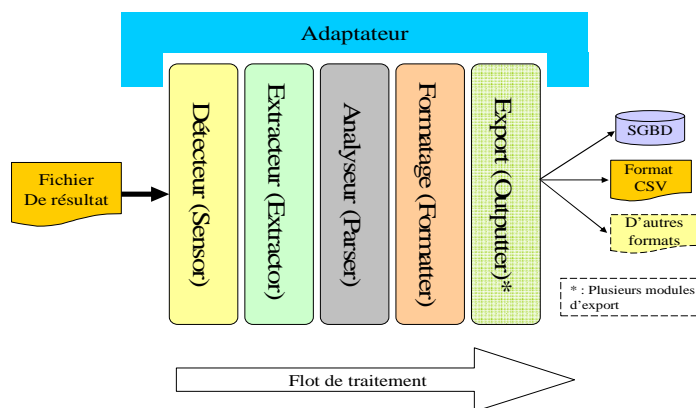 Adaptateur
Fichier
De résultat
Détecteur (Sensor)
Extracteur (Extractor)
Analyseur (Parser)
Formatage (Formatter)
Export (Outputter)*
SGBD
Format
CSV
D'autres
formats
* : Plusieurs modules
d'export
Flot de traitement